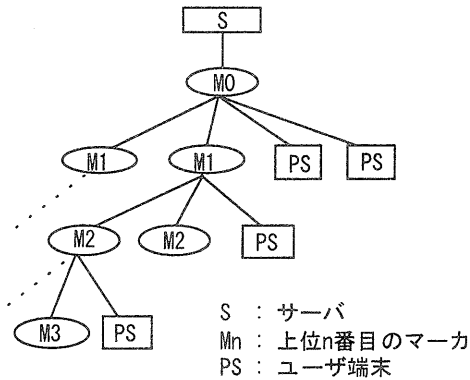 S
M0
M1 M1 PS PS
M2 M2 PS
M3 PS
S : サーバ
Mn : 上位n番目のマーカ
PS : ユーザ端末